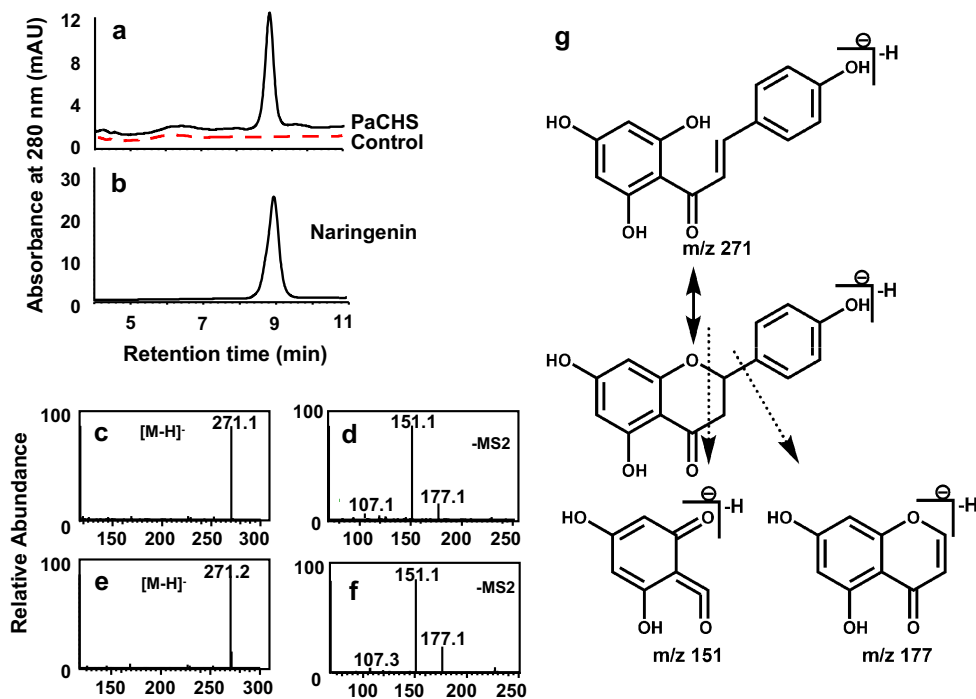 a
12
8
4
0
PaCHS
Control
b
30
20
10
0
Naringenin
Absorbance at 280 nm (mAU)
5 7 9 11
Retention time (min)
Relative Abundance
c
100
0
[M-H]-
271.1
150 200 250 300
d
100
0
151.1
-MS2
107.1
177.1
100 150 200 250
e
100
0
[M-H]-
271.2
150 200 250 300
f
100
0
151.1
-MS2
107.3
177.1
100 150 200 250
g
⊖
-H
OH
HO
OH
OH
O
m/z 271
⊖
-H
OH
HO
O
OH
O
⊖
-H
HO
O
OH
O
m/z 151
⊖
-H
HO
O
OH
O
m/z 177